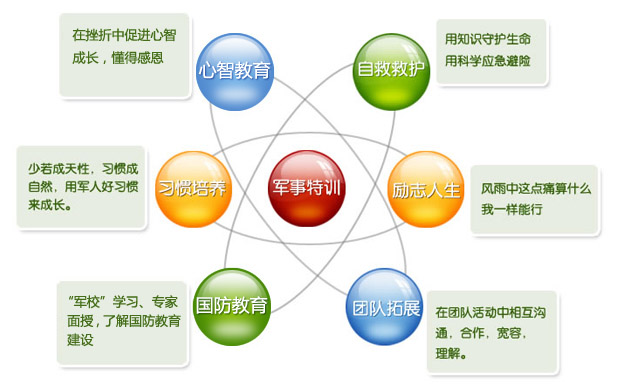 在挫折中促进心智
成长，懂得感恩
心智教育
自救救护
用知识守护生命
用科学应急避险
少若成天性，习惯成
自然，用军人好习惯
来成长。
习惯培养
军事特训
励志人生
风雨中这点痛算什么
我一样能行
“军校”学习、专家
面授，了解国防教育
建设
国防教育
团队拓展
在团队活动中相互沟
通，合作，宽容，
理解。